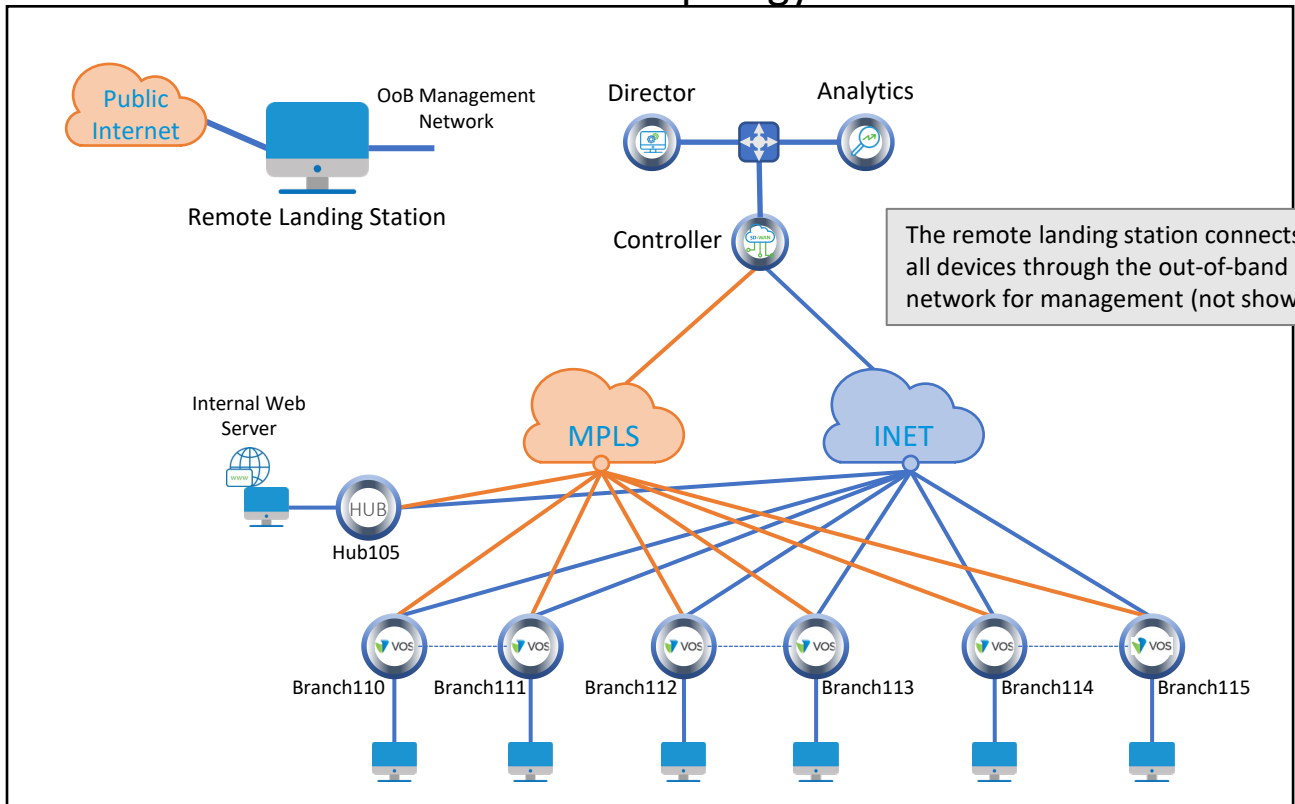 Public
Internet
OoB Management
Network
Remote Landing Station
Director
Analytics
Controller
SD-WAN
The remote landing station connects
all devices through the out-of-band
network for management (not show
MPLS
INET
Internal Web
Server
www
HUB
Hub105
VOS
VOS
VOS
VOS
VOS
VOS
Branch110
Branch111
Branch112
Branch113
Branch114
Branch115